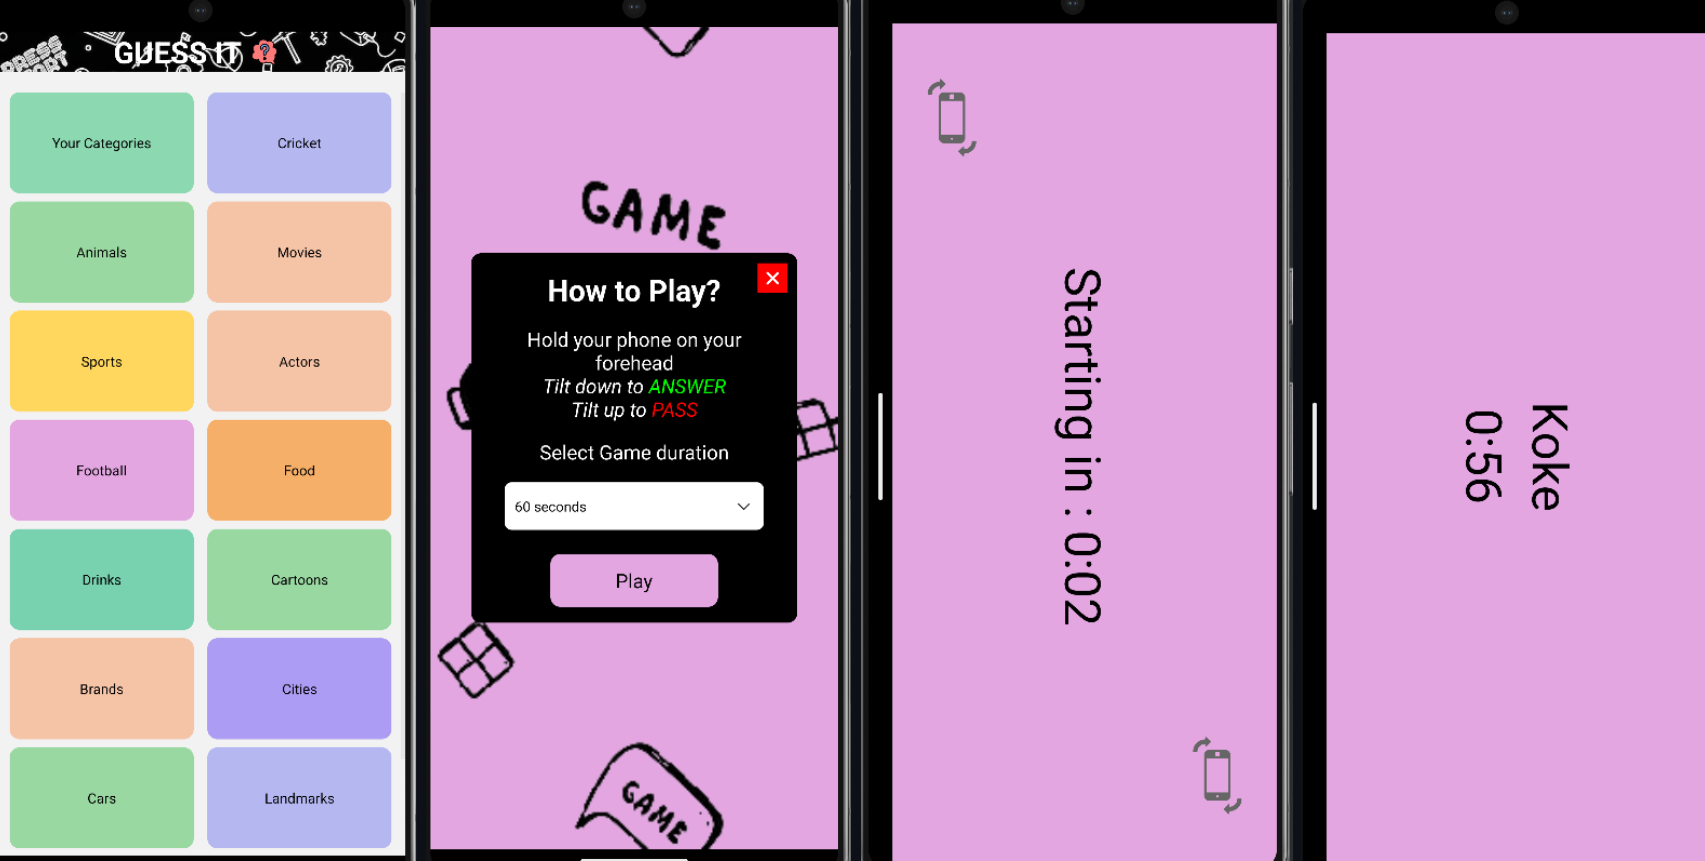 PRESS
GUESS IT
Your Categories
Cricket
Animals
Movies
Sports
Actors
Football
Food
Drinks
Cartoons
Brands
Cities
Cars
Landmarks
GAME
How to Play?
Hold your phone on your
forehead
Tilt down to ANSWER
Tilt up to PASS
Select Game duration
60 seconds
Play
GAME
Starting in : 0:02
Koke
0:56